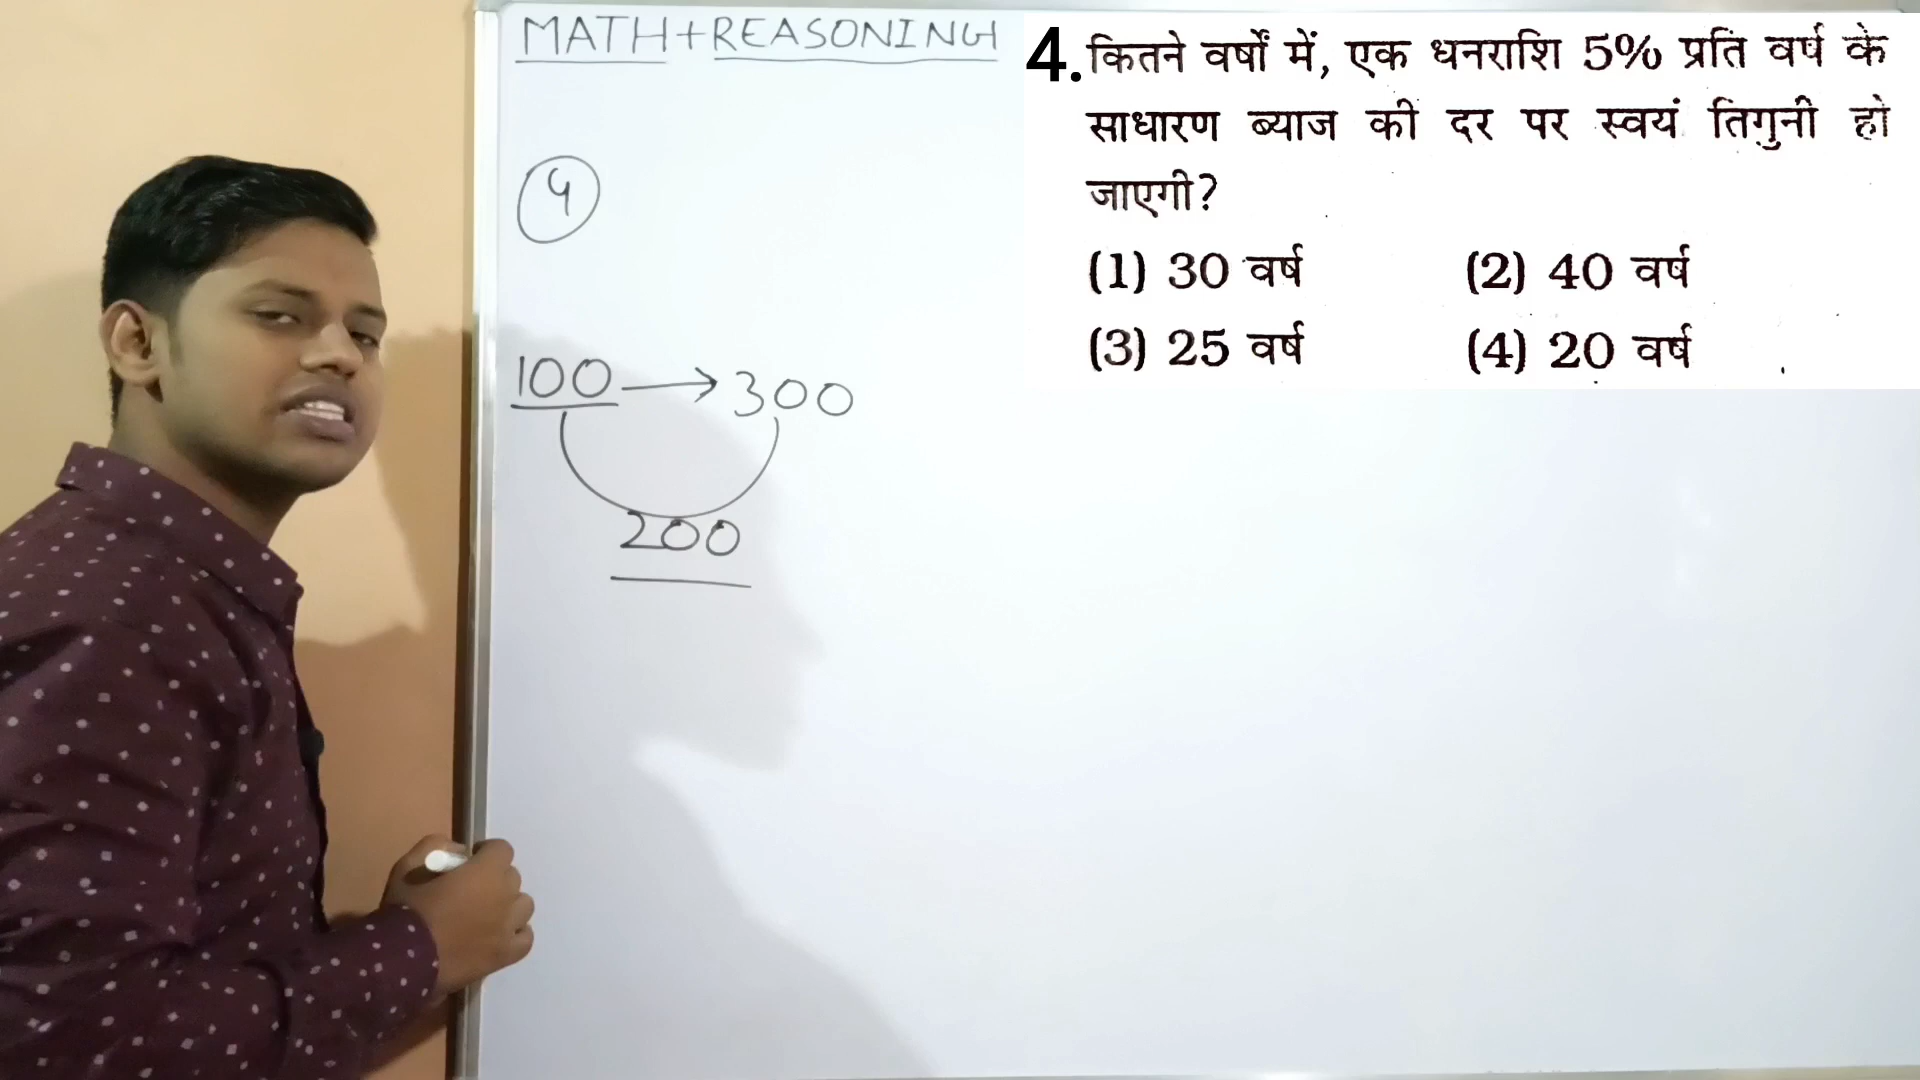 MATH+REASONING
4. कितने वर्षों में, एक धनराशि 5% प्रति वर्ष के
साधारण ब्याज की दर पर स्वयं तिगुनी हो
जाएगी?
(1) 30 वर्ष (2) 40 वर्ष
(3) 25 वर्ष (4) 20 वर्ष
4
100 → 300
200